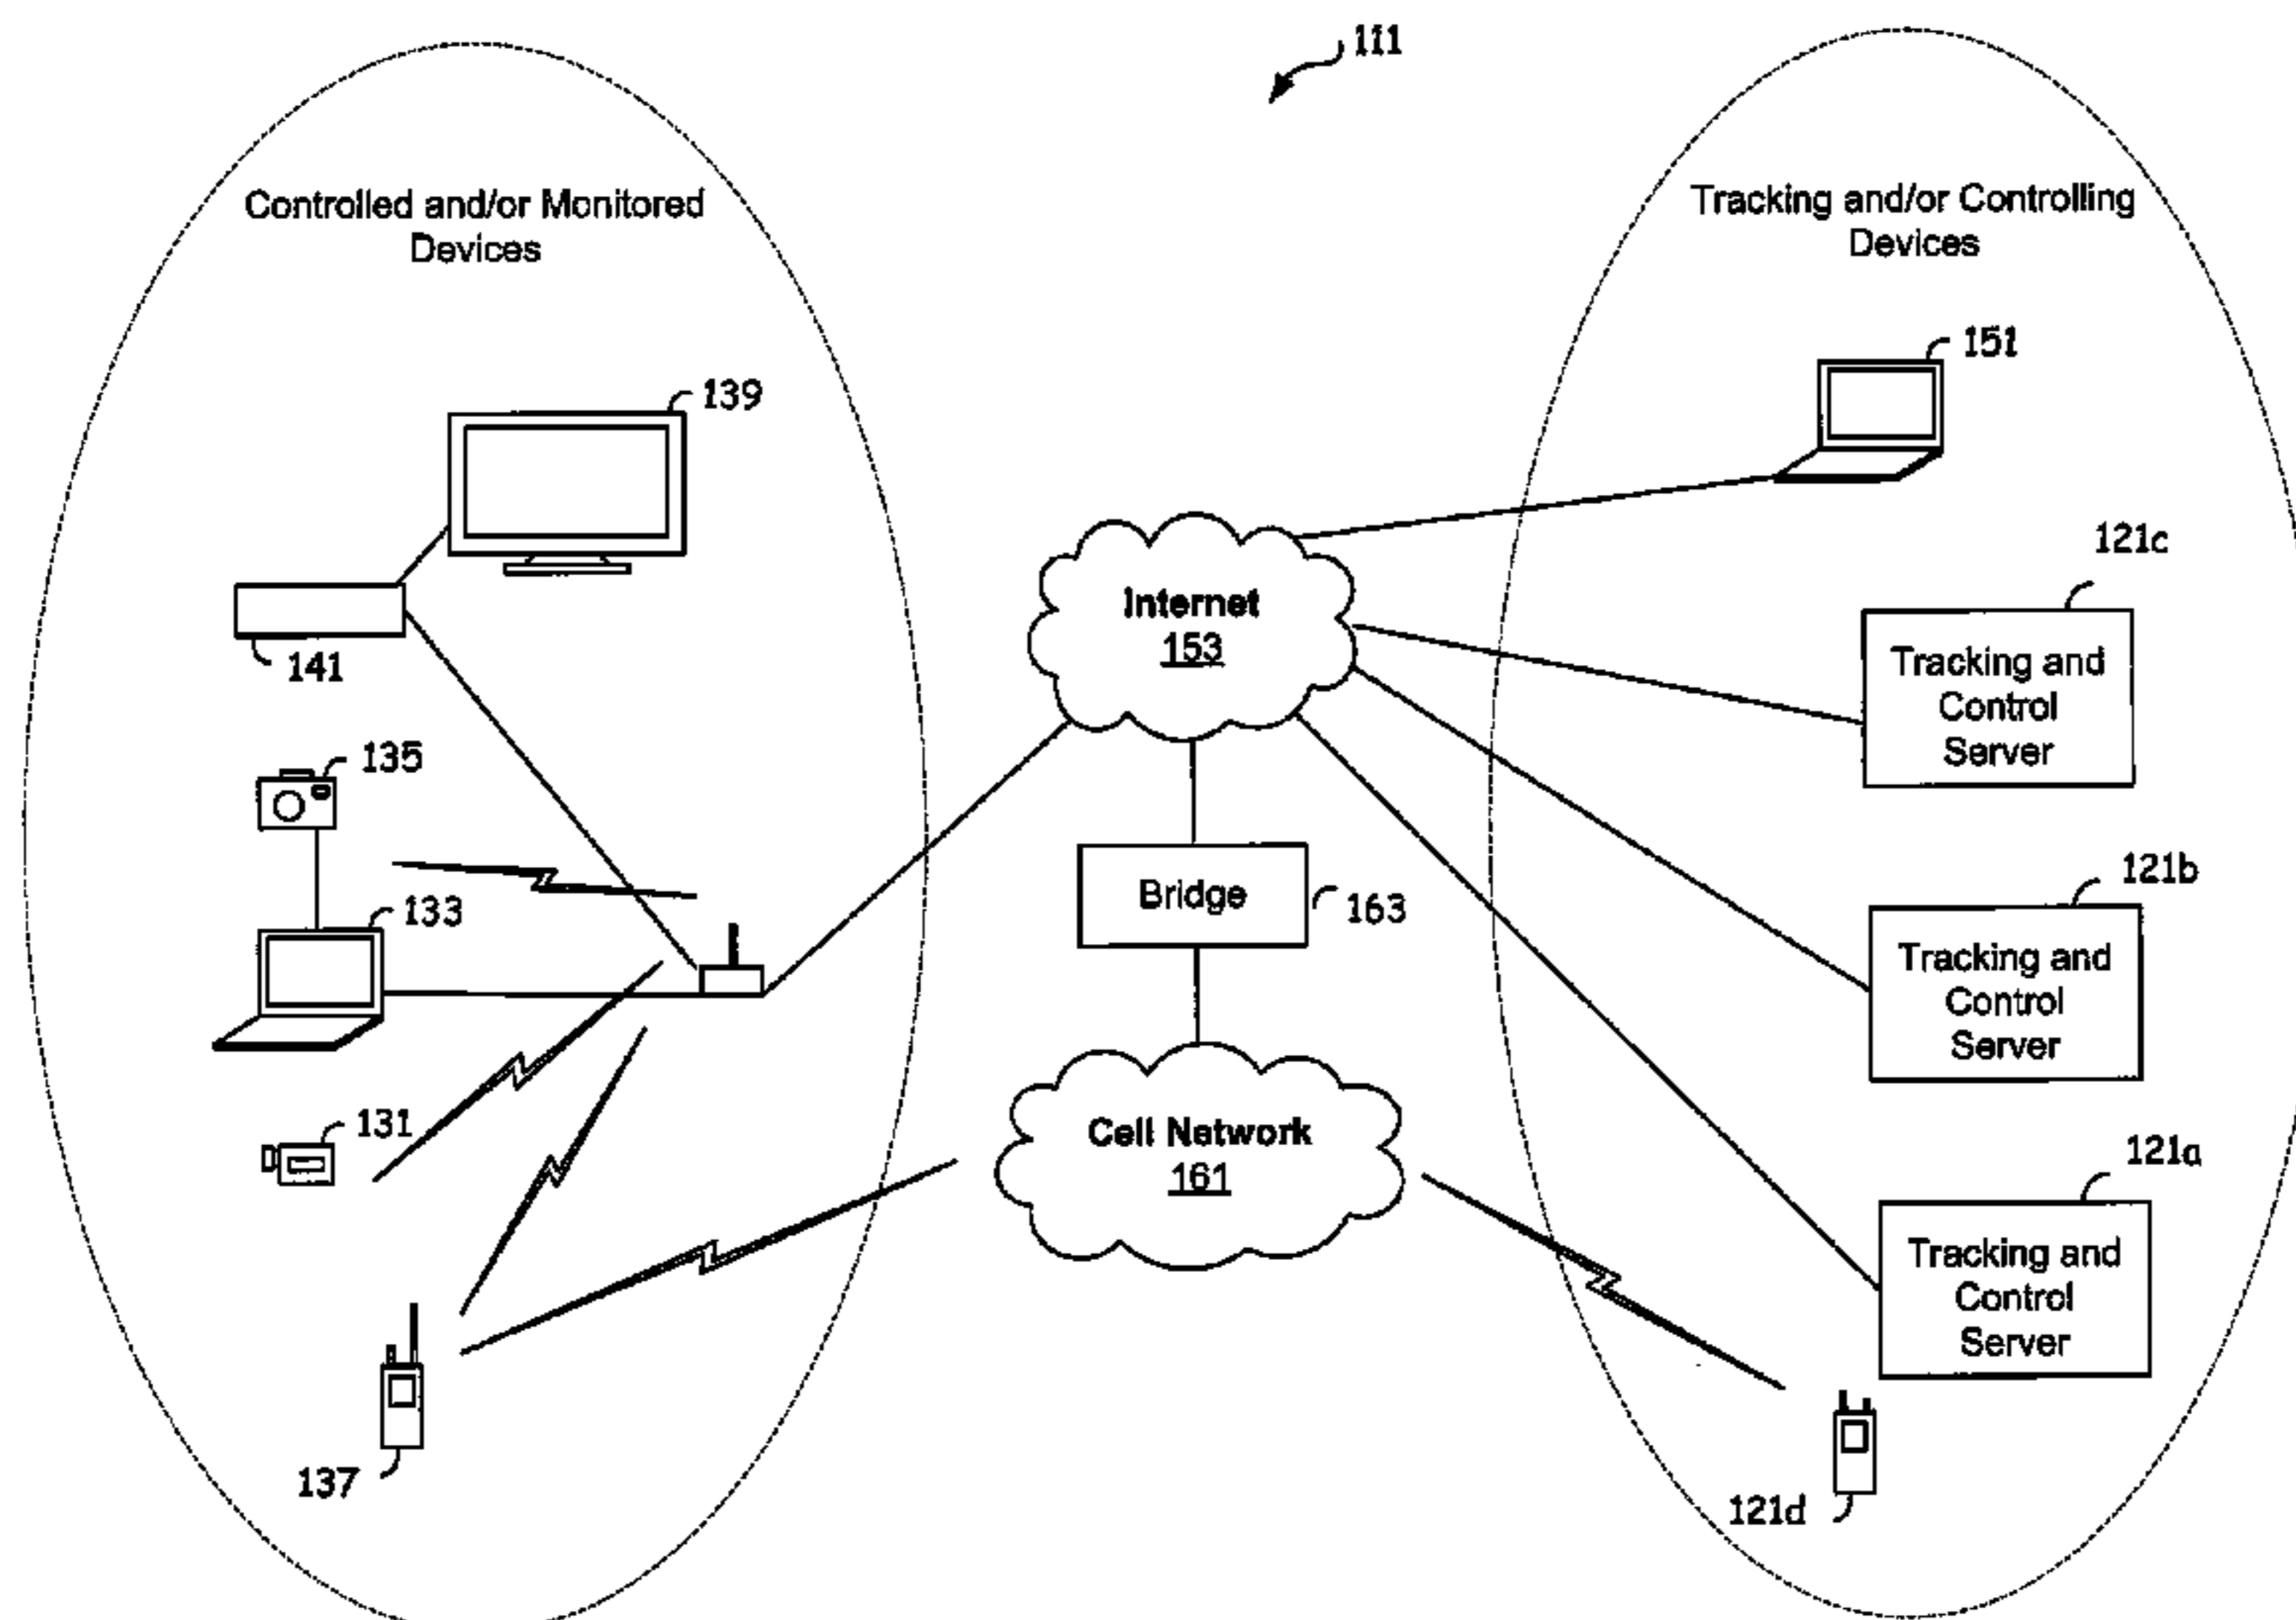 111
Controlled and/or Monitored
Devices
139
141
135
133
131
137
Internet
153
Bridge
163
Cell Network
161
Tracking and/or Controlling
Devices
151
121c
Tracking and
Control
Server
121b
Tracking and
Control
Server
121a
Tracking and
Control
Server
121d